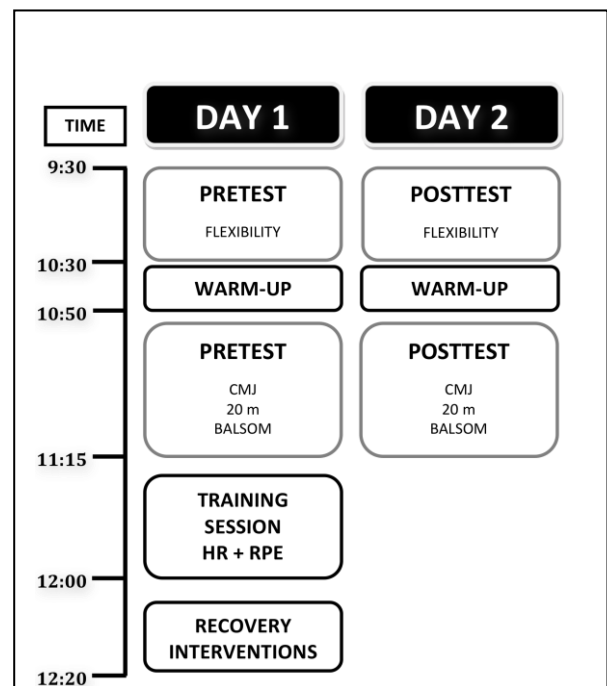 TIME
DAY 1
DAY 2
9:30
PRETEST
FLEXIBILITY
POSTTEST
FLEXIBILITY
10:30
WARM-UP
WARM-UP
10:50
PRETEST
CMJ
20 m
BALSOM
POSTTEST
CMJ
20 m
BALSOM
11:15
TRAINING
SESSION
HR + RPE
12:00
RECOVERY
INTERVENTIONS
12:20